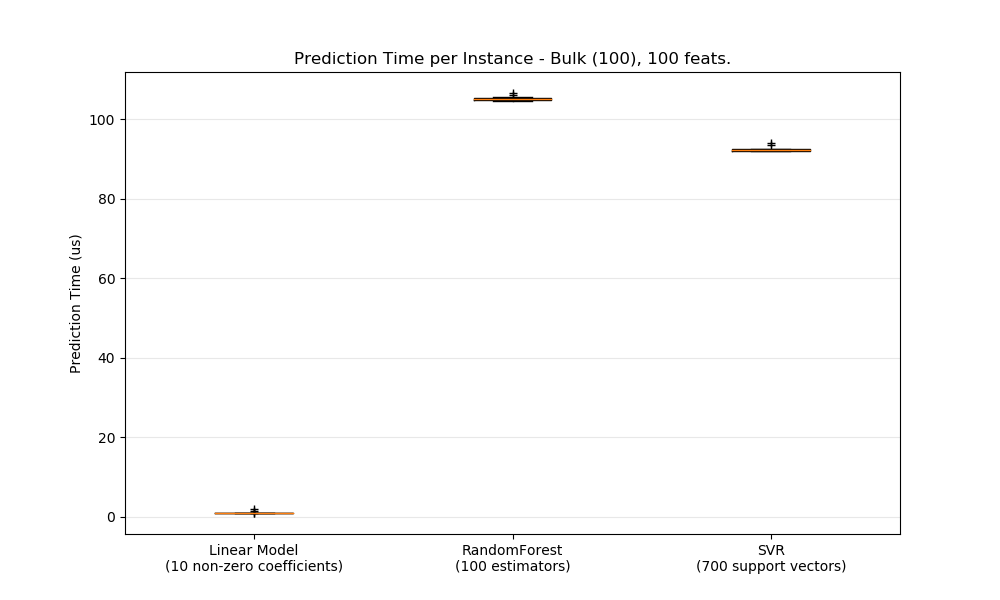 Prediction Time per Instance - Bulk (100), 100 feats.
Prediction Time (us)
100
80
60
40
20
0
Linear Model
(10 non-zero coefficients)
RandomForest
(100 estimators)
SVR
(700 support vectors)